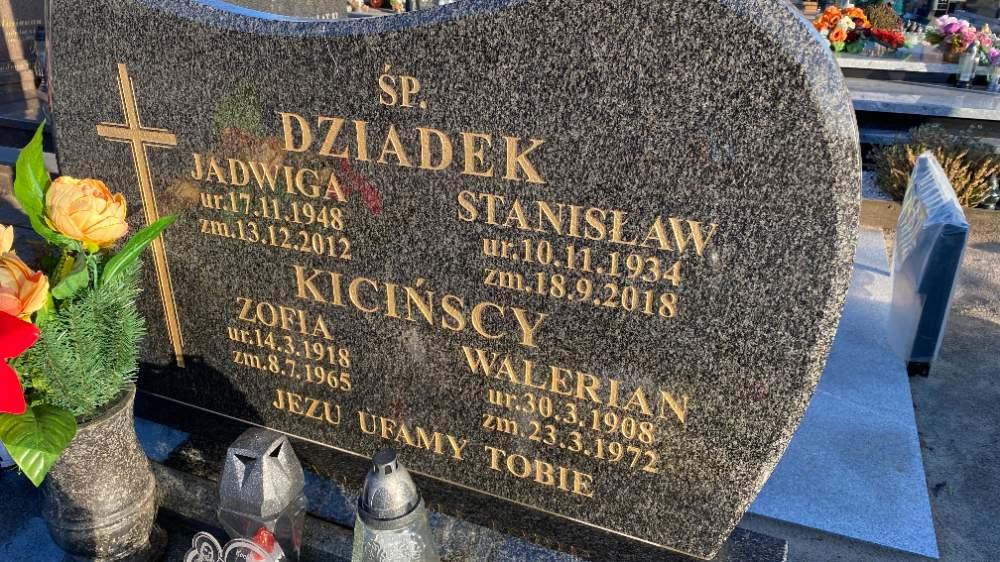 ŚP.
DZIADEK
JADWIGA
ur.17.11.1948
zm.13.12.2012
STANISŁAW
ur.10.11.1934
zm.18.9.2018
KICIŃSCY
ZOFIA
ur.14.3.1918
zm.8.7.1965
WALERIAN
ur.30.3.1908
zm.23.3.1972
JEZU UFAMY TOBIE